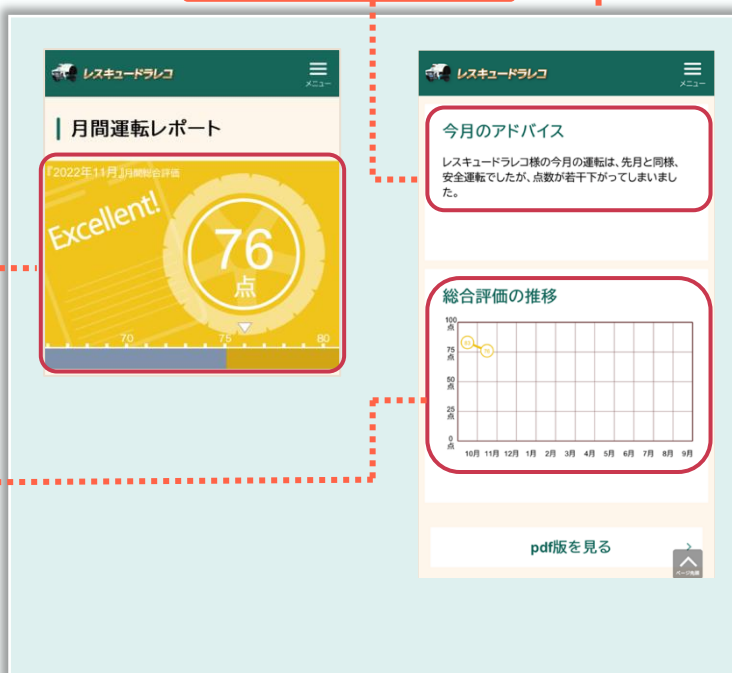 レスキュードラレコ
メニュー
月間運転レポート
『2022年11月』月間総合評価
Excellent!
76
点
70 75 80
レスキュードラレコ
メニュー
今月のアドバイス
レスキュードラレコ様の今月の運転は、先月と同様、
安全運転でしたが、点数が若干下がってしまいまし
た。
総合評価の推移
100
点
75
点
50
点
25
点
0
点
76
10月 11月 12月 1月 2月 3月 4月 5月 6月 7月 8月 9月
pdf版を見る